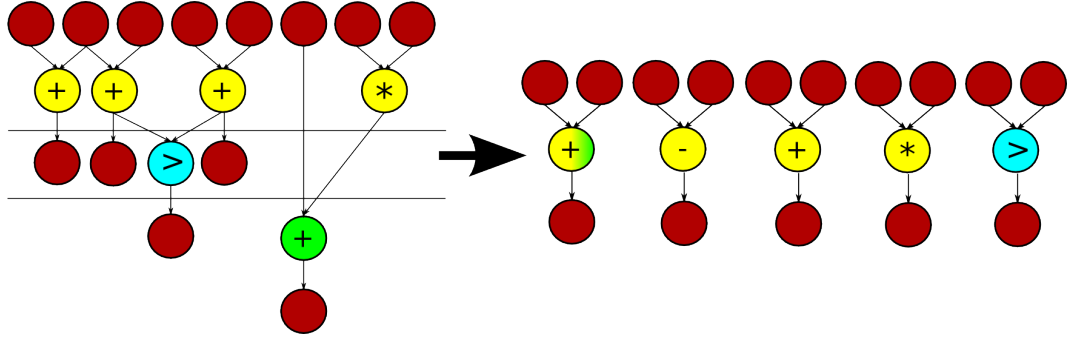 + + + *
>
+
+ - + * >